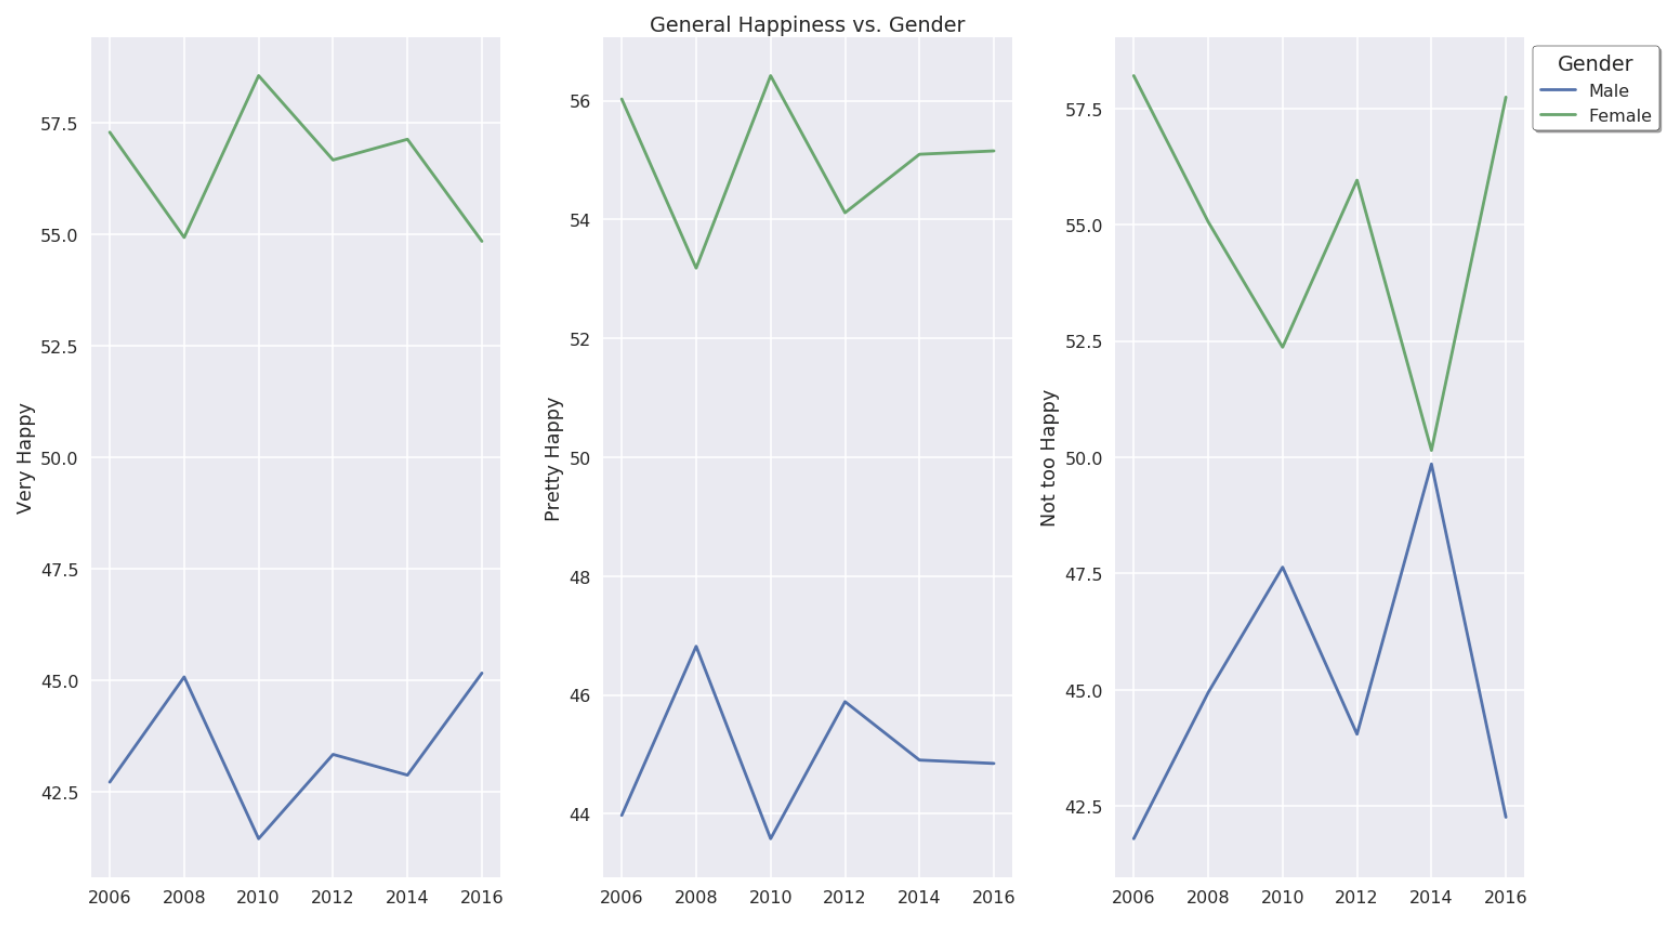 General Happiness vs. Gender
Very Happy
57.5
55.0
52.5
50.0
47.5
45.0
42.5
2006 2008 2010 2012 2014 2016
Pretty Happy
56
54
52
50
48
46
44
2006 2008 2010 2012 2014 2016
Not too Happy
57.5
55.0
52.5
50.0
47.5
45.0
42.5
2006 2008 2010 2012 2014 2016
Gender
Male
Female